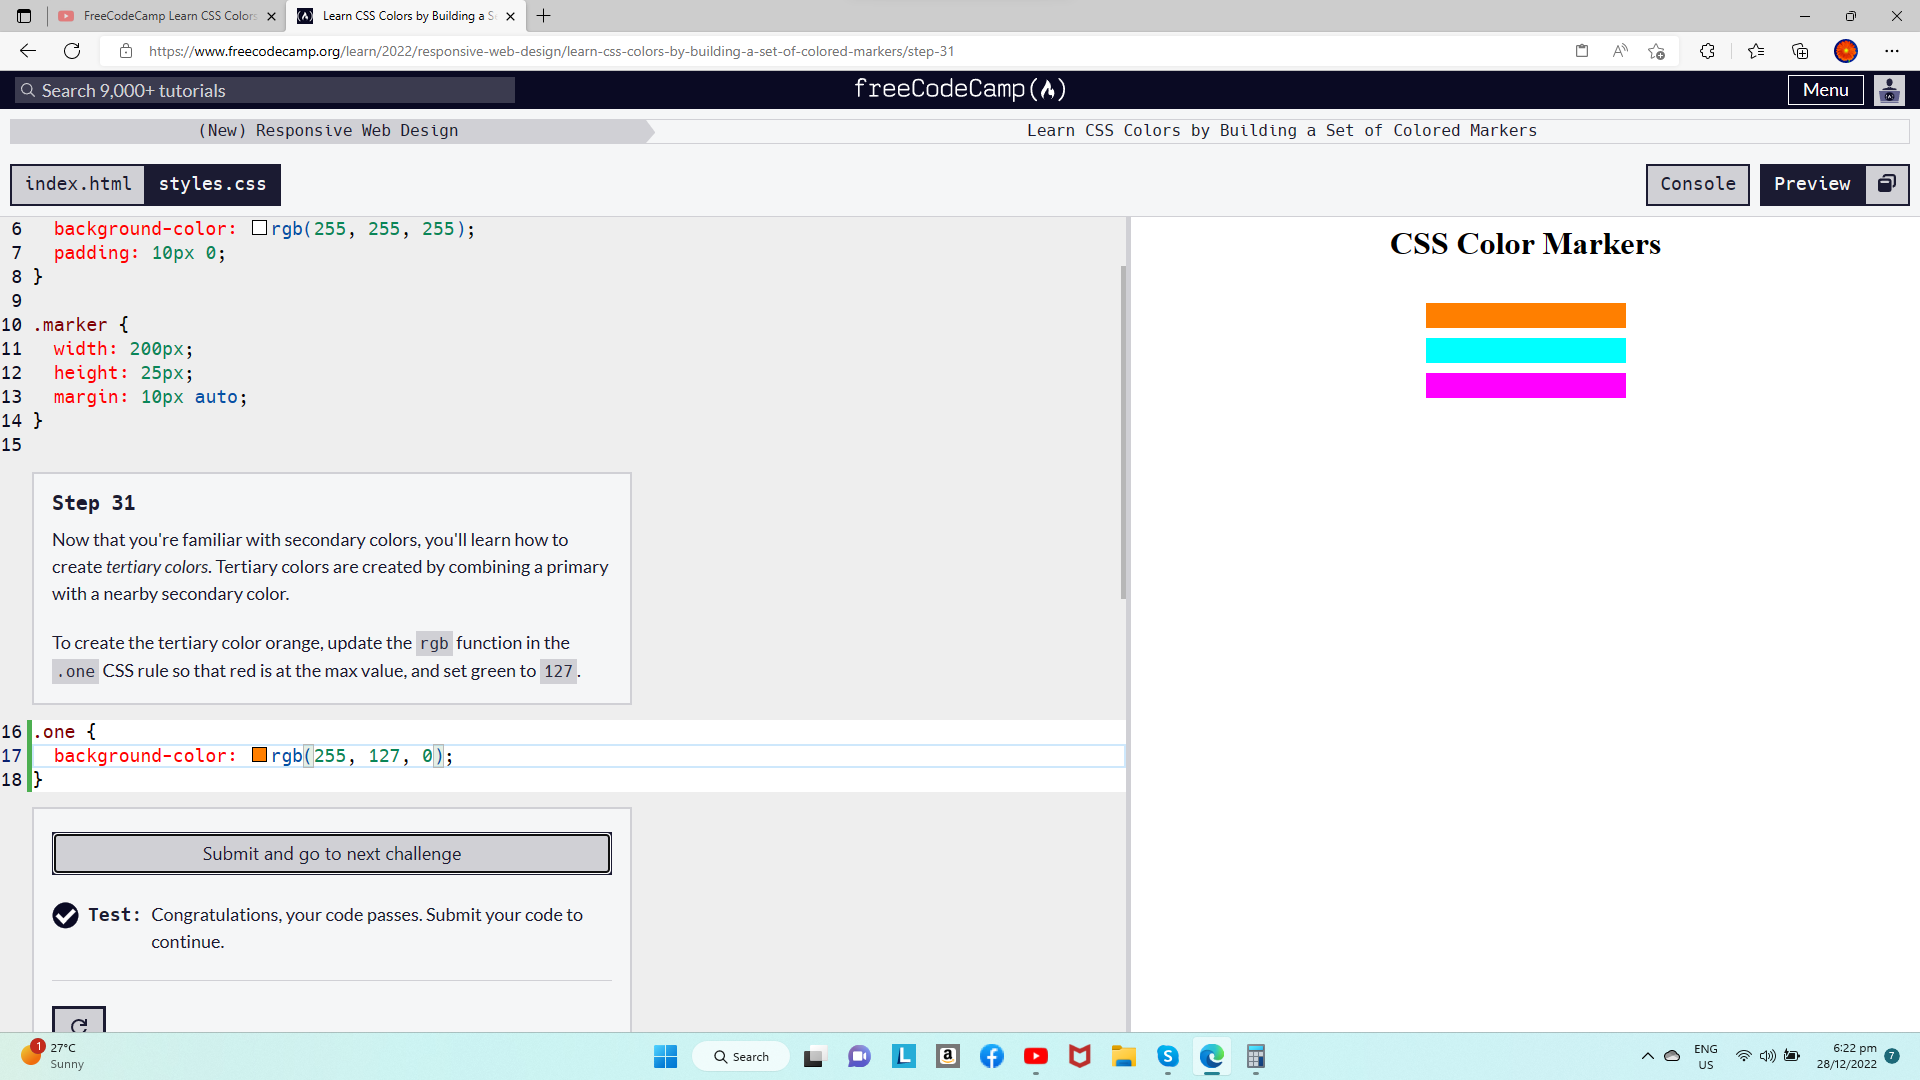 FreeCodeCamp Learn CSS Colors
Learn CSS Colors by Building a Se
https://www.freecodecamp.org/learn/2022/responsive-web-design/learn-css-colors-by-building-a-set-of-colored-markers/step-31
Search 9,000+ tutorials
freeCodeCamp
Menu
(New) Responsive Web Design
Learn CSS Colors by Building a Set of Colored Markers
index.html
styles.css
Console
Preview
6 background-color: rgb(255, 255, 255);
7 padding: 10px 0;
8 }
9
10 .marker {
11 width: 200px;
12 height: 25px;
13 margin: 10px auto;
14 }
15
Step 31
Now that you're familiar with secondary colors, you'll learn how to
create tertiary colors. Tertiary colors are created by combining a primary
with a nearby secondary color.
To create the tertiary color orange, update the rgb function in the
.one CSS rule so that red is at the max value, and set green to 127.
16 .one {
17 background-color: rgb(255, 127, 0);
18 }
Submit and go to next challenge
Test: Congratulations, your code passes. Submit your code to
continue.
CSS Color Markers
1
27°C
Sunny
Search
L
a
S
ENG
US
6:22 pm
28/12/2022
7